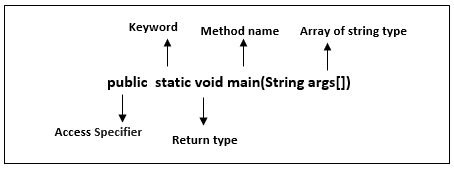 Keyword
Method name
Array of string type
public static void main(String args[])
Access Specifier
Return type